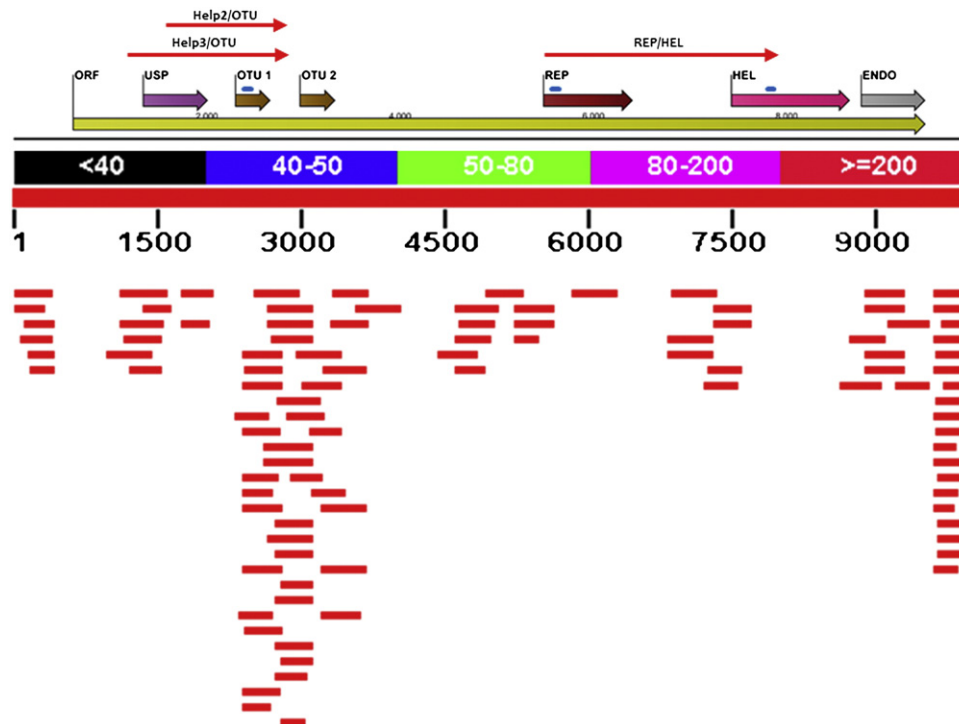 Help2/OTU
Help3/OTU REP/HEL
ORF USP OTU 1 OTU 2 REP HEL ENDO
2,000 4,000 6,000 8,000
<40 40-50 50-80 80-200 >=200
1 1500 3000 4500 6000 7500 9000